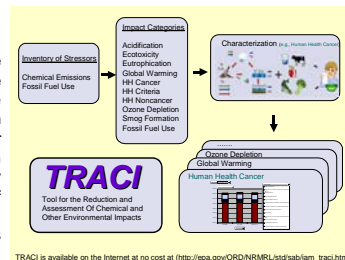 Inventory of Stressors
Chemical Emissions
Fossil Fuel Use
Impact Categories
Acidification
Ecotoxicity
Eutrophication
Global Warming
HH Cancer
HH Criteria
HH Noncancer
Ozone Depletion
Smog Formation
Fossil Fuel Use
Characterization (e.g., Human Health Cancer)
........
Ozone Depletion
Global Warming
Human Health Cancer
TRACI
Tool for the Reduction and
Assessment Of Chemical and
Other Environmental Impacts
TRACI is available on the Internet at no cost at (http://epa.gov/ORD/NRMRL/std/sab/iam_traci.htm